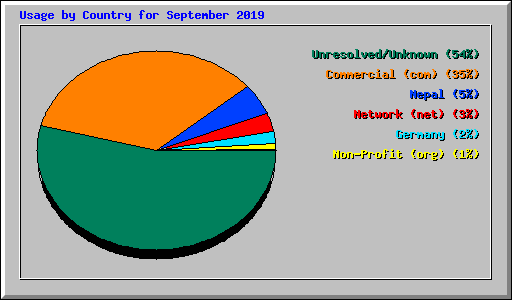 Usage by Country for September 2019
Unresolved/Unknown (54%)
Commercial (com) (35%)
Nepal (5%)
Network (net) (3%)
Germany (2%)
Non-Profit (org) (1%)